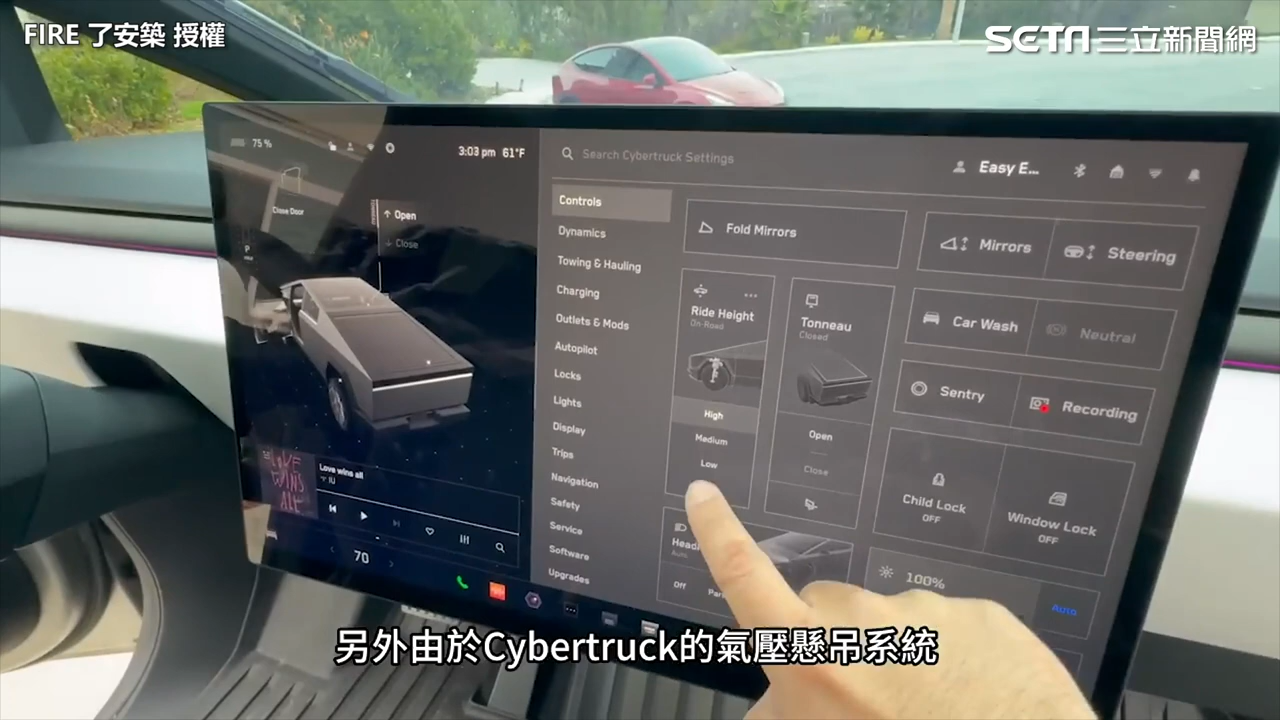 FIRE 了安築 授權
SETN三立新聞網
75 %
3:03 pm 61°F
Close Door
Open
Close
P
Love wins all
IU
70
Search Cybertruck Settings
Easy E...
Controls
Dynamics
Towing & Hauling
Charging
Outlets & Mods
Autopilot
Locks
Lights
Display
Trips
Navigation
Safety
Service
Software
Upgrades
Fold Mirrors
Mirrors
Steering
Ride Height
On-Road
High
Medium
Low
Tonneau
Closed
Open
Close
Car Wash
Neutral
Sentry
Recording
Child Lock
OFF
Window Lock
OFF
Auto
Off
100%
Auto
另外由於Cybertruck的氣壓懸吊系統